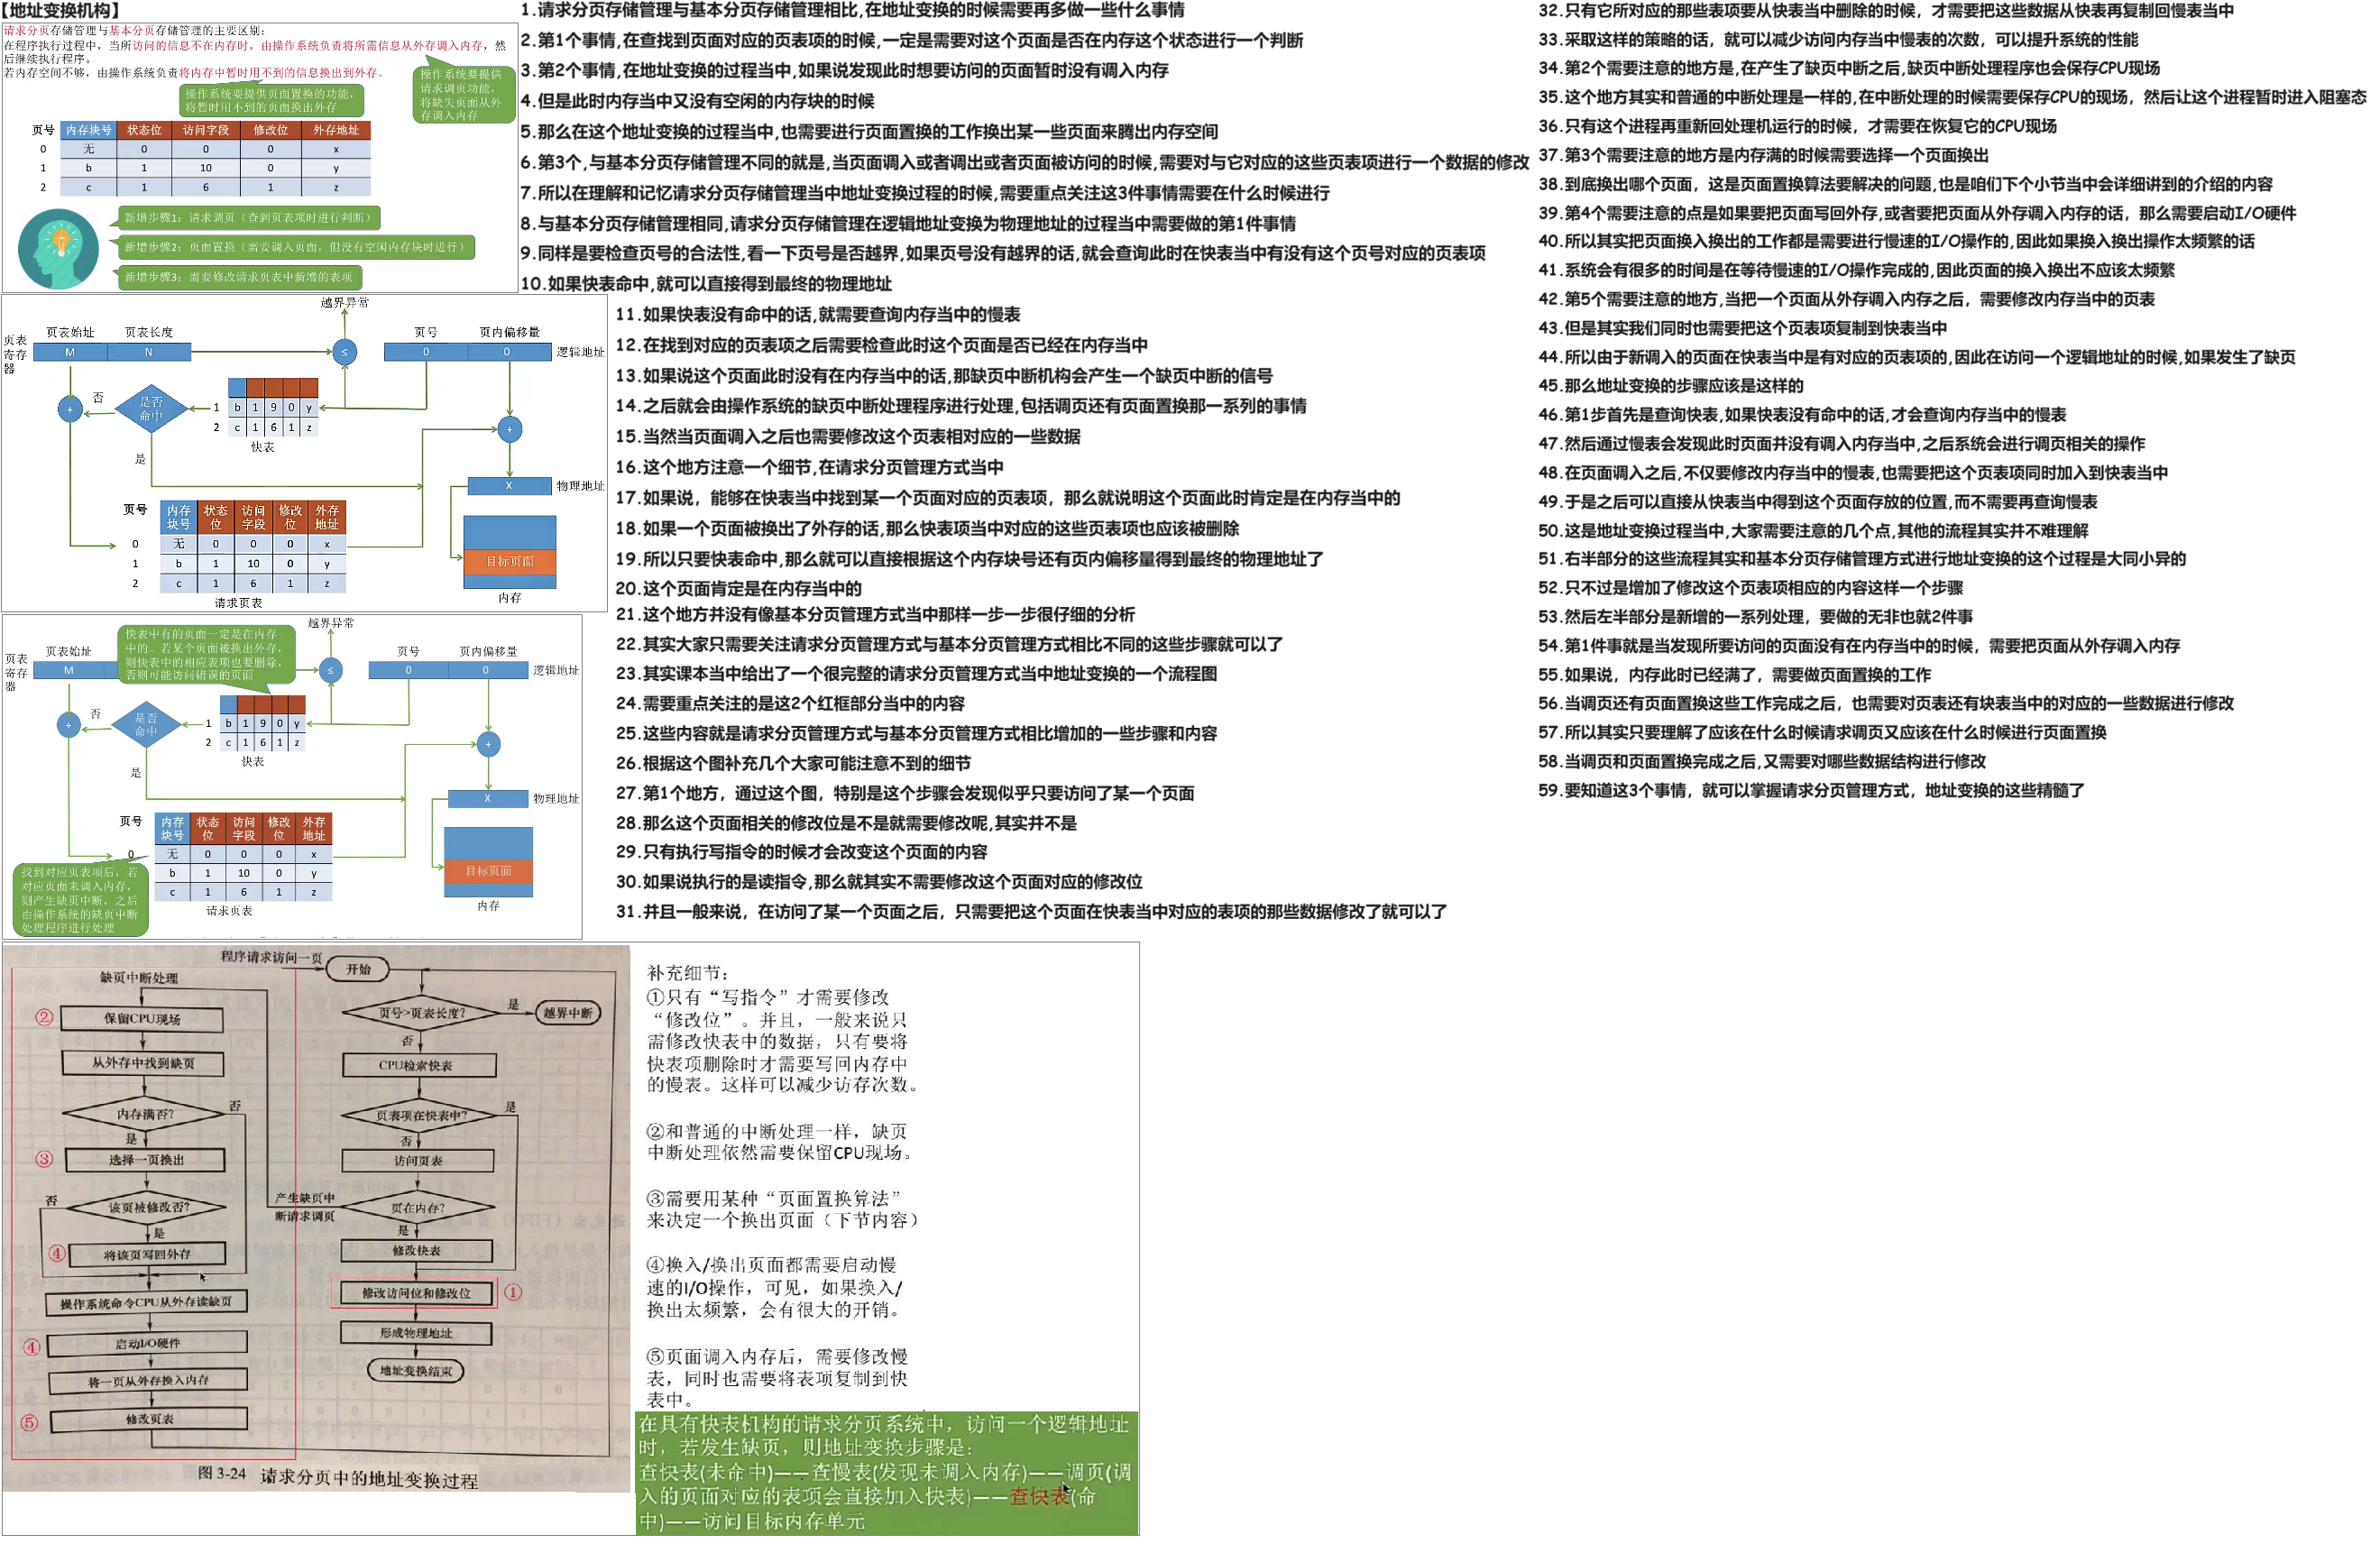 【地址变换机构】
请求分页存储管理与基本分页存储管理的主要区别:
在程序执行过程中，当所访问的信息不在内存时，由操作系统负责将所需信息从外存调入内存，然
后继续执行程序。
若内存空间不够，由操作系统负责将内存中暂时用不到的信息换出到外存。
操作系统要提供
请求调页功能，
将缺失页面从外
存调入内存
操作系统要提供页面置换的功能，
将暂时用不到的页面换出外存
页号 内存块号 状态位 访问字段 修改位 外存地址
0 无 0 0 0 x
1 b 1 10 0 y
2 c 1 6 1 z
新增步骤1：请求调页（查到页表项时进行判断）
新增步骤2：页面置换（需要调入页面，但没有空闲内存块时进行）
新增步骤3：需要修改请求页表中新增的表项
越界异常
页表始址 页表长度 页号 页内偏移量
页表
寄存
器
M N ≤ 0 0 逻辑地址
+ 否 是否
命中
1 b 1 9 0 y
2 c 1 6 1 z
快表
+
是
X 物理地址
页号 内存
块号 状态
位 访问
字段 修改
位 外存
地址
0 无 0 0 0 x
1 b 1 10 0 y
2 c 1 6 1 z
请求页表
目标页面
内存
快表中有的页面一定是在内存
中的。若某个页面被换出外存，
则快表中的相应表项也要删除，
否则可能访问错误的页面
越界异常
页表始址 页号 页内偏移量
页表
寄存
器
M ≤ 0 0 逻辑地址
+ 否 是否
命中
1 b 1 9 0 y
2 c 1 6 1 z
快表
+
是
X 物理地址
页号 内存
块号 状态
位 访问
字段 修改
位 外存
地址
0 无 0 0 0 x
b 1 10 0 y
c 1 6 1 z
请求页表
目标页面
内存
找到对应页表项后，若
对应页面未调入内存，
则产生缺页中断，之后
由操作系统的缺页中断
处理程序进行处理
1.请求分页存储管理与基本分页存储管理相比,在地址变换的时候需要再多做一些什么事情
2.第1个事情,在查找到页面对应的页表项的时候,一定是需要对这个页面是否在内存这个状态进行一个判断
3.第2个事情,在地址变换的过程当中,如果说发现此时想要访问的页面暂时没有调入内存
4.但是此时内存当中又没有空闲的内存块的时候
5.那么在这个地址变换的过程当中,也需要进行页面置换的工作换出某一些页面来腾出内存空间
6.第3个,与基本分页存储管理不同的就是,当页面调入或者调出或者页面被访问的时候,需要对与它对应的这些页表项进行一个数据的修改
7.所以在理解和记忆请求分页存储管理当中地址变换过程的时候,需要重点关注这3件事情需要在什么时候进行
8.与基本分页存储管理相同,请求分页存储管理在逻辑地址变换为物理地址的过程当中需要做的第1件事情
9.同样是要检查页号的合法性,看一下页号是否越界,如果页号没有越界的话,就会查询此时在快表当中有没有这个页号对应的页表项
10.如果快表命中,就可以直接得到最终的物理地址
11.如果快表没有命中的话,就需要查询内存当中的慢表
12.在找到对应的页表项之后需要检查此时这个页面是否已经在内存当中
13.如果说这个页面此时没有在内存当中的话,那缺页中断机构会产生一个缺页中断的信号
14.之后就会由操作系统的缺页中断处理程序进行处理,包括调页还有页面置换那一系列的事情
15.当然当页面调入之后也需要修改这个页表相对应的一些数据
16.这个地方注意一个细节,在请求分页管理方式当中
17.如果说，能够在快表当中找到某一个页面对应的页表项，那么就说明这个页面此时肯定是在内存当中的
18.如果一个页面被换出了外存的话，那么快表项当中对应的这些页表项也应该被删除
19.所以只要快表命中，那么就可以直接根据这个内存块号还有页内偏移量得到最终的物理地址了
20.这个页面肯定是在内存当中的
21.这个地方并没有像基本分页管理方式当中那样一步一步很仔细的分析
22.其实大家只需要关注请求分页管理方式与基本分页管理方式相比不同的这些步骤就可以了
23.其实课本当中给出了一个很完整的请求分页管理方式当中地址变换的一个流程图
24.需要重点关注的是这2个红框部分当中的内容
25.这些内容就是请求分页管理方式与基本分页管理方式相比增加的一些步骤和内容
26.根据这个图补充几个大家可能注意不到的细节
27.第1个地方，通过这个图，特别是这个步骤会发现似乎只要访问了某一个页面
28.那么这个页面相关的修改位是不是就需要修改呢,其实并不是
29.只有执行写指令的时候才会改变这个页面的内容
30.如果说执行的是读指令,那么就其实不需要修改这个页面对应的修改位
31.并且一般来说，在访问了某一个页面之后，只需要把这个页面在快表当中对应的表项的那些数据修改了就可以了
32.只有它所对应的那些表项要从快表当中删除的时候，才需要把这些数据从快表再复制回慢表当中
33.采取这样的策略的话，就可以减少访问内存当中慢表的次数，可以提升系统的性能
34.第2个需要注意的地方是,在产生了缺页中断之后,缺页中断处理程序也会保存CPU现场
35.这个地方其实和普通的中断处理是一样的,在中断处理的时候需要保存CPU的现场，然后让这个进程暂时进入阻塞态
36.只有这个进程再重新回处理机运行的时候，才需要在恢复它的CPU现场
37.第3个需要注意的地方是内存满的时候需要选择一个页面换出
38.到底换出哪个页面，这是页面置换算法要解决的问题,也是咱们下个小节当中会详细讲到的介绍的内容
39.第4个需要注意的点是如果要把页面写回外存,或者要把页面从外存调入内存的话，那么需要启动I/O硬件
40.所以其实把页面换入换出的工作都是需要进行慢速的I/O操作的,因此如果换入换出操作太频繁的话
41.系统会有很多的时间是在等待慢速的I/O操作完成的,因此页面的换入换出不应该太频繁
42.第5个需要注意的地方,当把一个页面从外存调入内存之后，需要修改内存当中的页表
43.但是其实我们同时也需要把这个页表项复制到快表当中
44.所以由于新调入的页面在快表当中是有对应的页表项的,因此在访问一个逻辑地址的时候,如果发生了缺页
45.那么地址变换的步骤应该是这样的
46.第1步首先是查询快表,如果快表没有命中的话,才会查询内存当中的慢表
47.然后通过慢表会发现此时页面并没有调入内存当中,之后系统会进行调页相关的操作
48.在页面调入之后,不仅要修改内存当中的慢表,也需要把这个页表项同时加入到快表当中
49.于是之后可以直接从快表当中得到这个页面存放的位置,而不需要再查询慢表
50.这是地址变换过程当中,大家需要注意的几个点,其他的流程其实并不难理解
51.右半部分的这些流程其实和基本分页存储管理方式进行地址变换的这个过程是大同小异的
52.只不过是增加了修改这个页表项相应的内容这样一个步骤
53.然后左半部分是新增的一系列处理，要做的无非也就2件事
54.第1件事就是当发现所要访问的页面没有在内存当中的时候，需要把页面从外存调入内存
55.如果说，内存此时已经满了，需要做页面置换的工作
56.当调页还有页面置换这些工作完成之后，也需要对页表还有块表当中的对应的一些数据进行修改
57.所以其实只要理解了应该在什么时候请求调页又应该在什么时候进行页面置换
58.当调页和页面置换完成之后,又需要对哪些数据结构进行修改
59.要知道这3个事情，就可以掌握请求分页管理方式，地址变换的这些精髓了
程序请求访问一页 开始
缺页中断处理
② 保留CPU现场
从外存中找到缺页
内存满否? 否
是
③ 选择一页换出
否 该页被修改否?
是
④ 将该页写回外存
操作系统命令CPU从外存读缺页
④ 启动I/O硬件
将一页从外存换入内存
⑤ 修改页表
页号>页表长度? 是 越界中断
否
CPU检索快表
页表项在快表中? 是
否
访问页表
产生缺页中
断请求调页
页在内存?
是
修改快表
修改访问位和修改位 ①
形成物理地址
地址变换结束
图 3-24 请求分页中的地址变换过程
补充细节：
①只有“写指令”才需要修改
“修改位”。并且，一般来说只
需修改快表中的数据，只有要将
快表项删除时才需要写回内存中
的慢表。这样可以减少访存次数。
②和普通的中断处理一样，缺页
中断处理依然需要保留CPU现场。
③需要用某种“页面置换算法”
来决定一个换出页面（下节内容）
④换入/换出页面都需要启动慢
速的I/O操作，可见，如果换入/
换出太频繁，会有很大的开销。
⑤页面调入内存后，需要修改慢
表，同时也需要将表项复制到快
表中。
在具有快表机构的请求分页系统中，访问一个逻辑地址
时，若发生缺页，则地址变换步骤是：
查快表(未命中)——查慢表(发现未调入内存)——调页(调
入的页面对应的表项会直接加入快表)——查快表(命
中)——访问目标内存单元